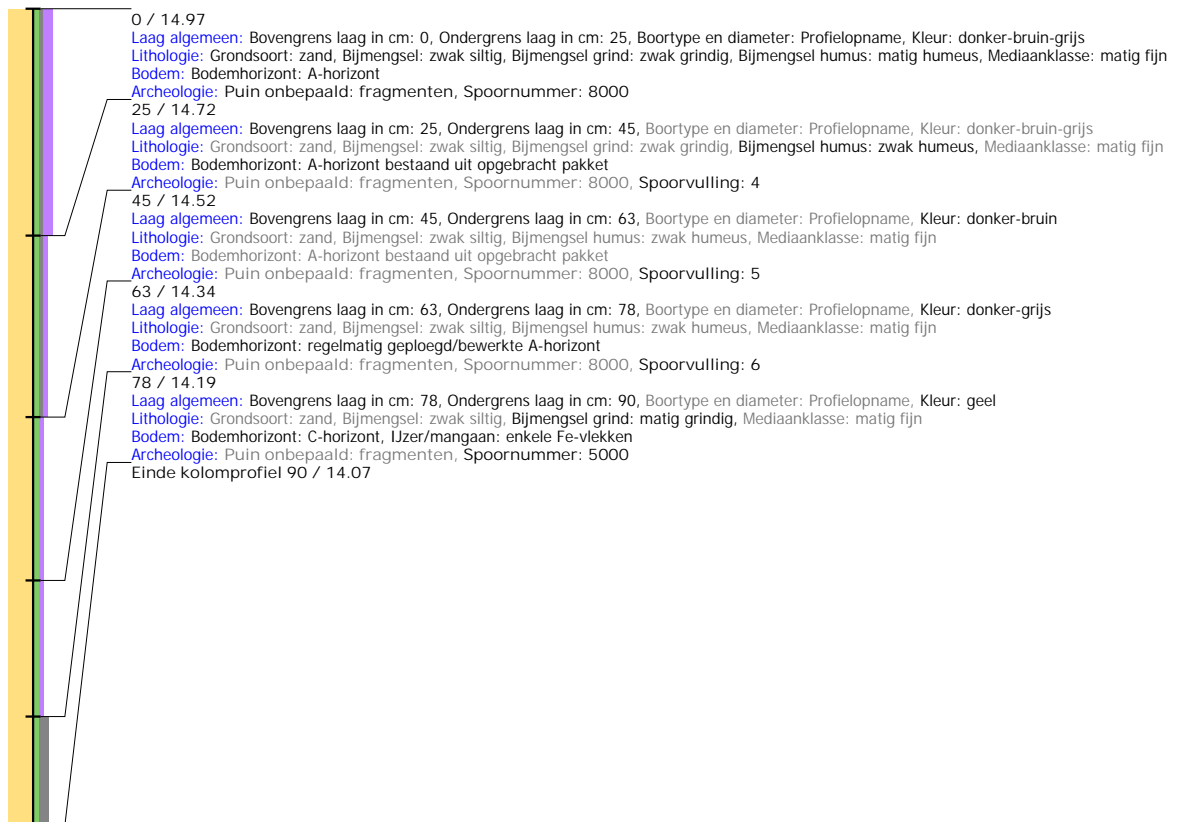 0 / 14.97
Laag algemeen: Bovengrens laag in cm: 0, Ondergrens laag in cm: 25, Boortype en diameter: Profielopname, Kleur: donker-bruin-grijs
Lithologie: Grondsoort: zand, Bijmengsel: zwak siltig, Bijmengsel grind: zwak grindig, Bijmengsel humus: matig humeus, Mediaanklasse: matig fijn
Bodem: Bodemhorizont: A-horizont
Archeologie: Puin onbepaald: fragmenten, Spoornummer: 8000
25 / 14.72
Laag algemeen: Bovengrens laag in cm: 25, Ondergrens laag in cm: 45, Boortype en diameter: Profielopname, Kleur: donker-bruin-grijs
Lithologie: Grondsoort: zand, Bijmengsel: zwak siltig, Bijmengsel grind: zwak grindig, Bijmengsel humus: zwak humeus, Mediaanklasse: matig fijn
Bodem: Bodemhorizont: A-horizont bestaand uit opgebracht pakket
Archeologie: Puin onbepaald: fragmenten, Spoornummer: 8000, Spoorvulling: 4
45 / 14.52
Laag algemeen: Bovengrens laag in cm: 45, Ondergrens laag in cm: 63, Boortype en diameter: Profielopname, Kleur: donker-bruin
Lithologie: Grondsoort: zand, Bijmengsel: zwak siltig, Bijmengsel humus: zwak humeus, Mediaanklasse: matig fijn
Bodem: Bodemhorizont: A-horizont bestaand uit opgebracht pakket
Archeologie: Puin onbepaald: fragmenten, Spoornummer: 8000, Spoorvulling: 5
63 / 14.34
Laag algemeen: Bovengrens laag in cm: 63, Ondergrens laag in cm: 78, Boortype en diameter: Profielopname, Kleur: donker-grijs
Lithologie: Grondsoort: zand, Bijmengsel: zwak siltig, Bijmengsel humus: zwak humeus, Mediaanklasse: matig fijn
Bodem: Bodemhorizont: regelmatig geploegd/bewerkte A-horizont
Archeologie: Puin onbepaald: fragmenten, Spoornummer: 8000, Spoorvulling: 6
78 / 14.19
Laag algemeen: Bovengrens laag in cm: 78, Ondergrens laag in cm: 90, Boortype en diameter: Profielopname, Kleur: geel
Lithologie: Grondsoort: zand, Bijmengsel: zwak siltig, Bijmengsel grind: matig grindig, Mediaanklasse: matig fijn
Bodem: Bodemhorizont: C-horizont, IJzer/mangaan: enkele Fe-vlekken
Archeologie: Puin onbepaald: fragmenten, Spoornummer: 5000
Einde kolomprofiel 90 / 14.07